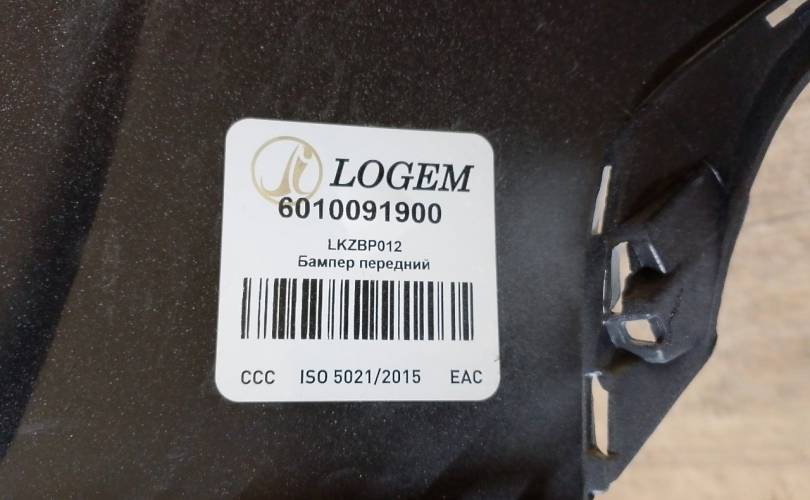 LOGEM
6010091900
LKZBP012
Бампер передний
CCC ISO 5021/2015 EAC